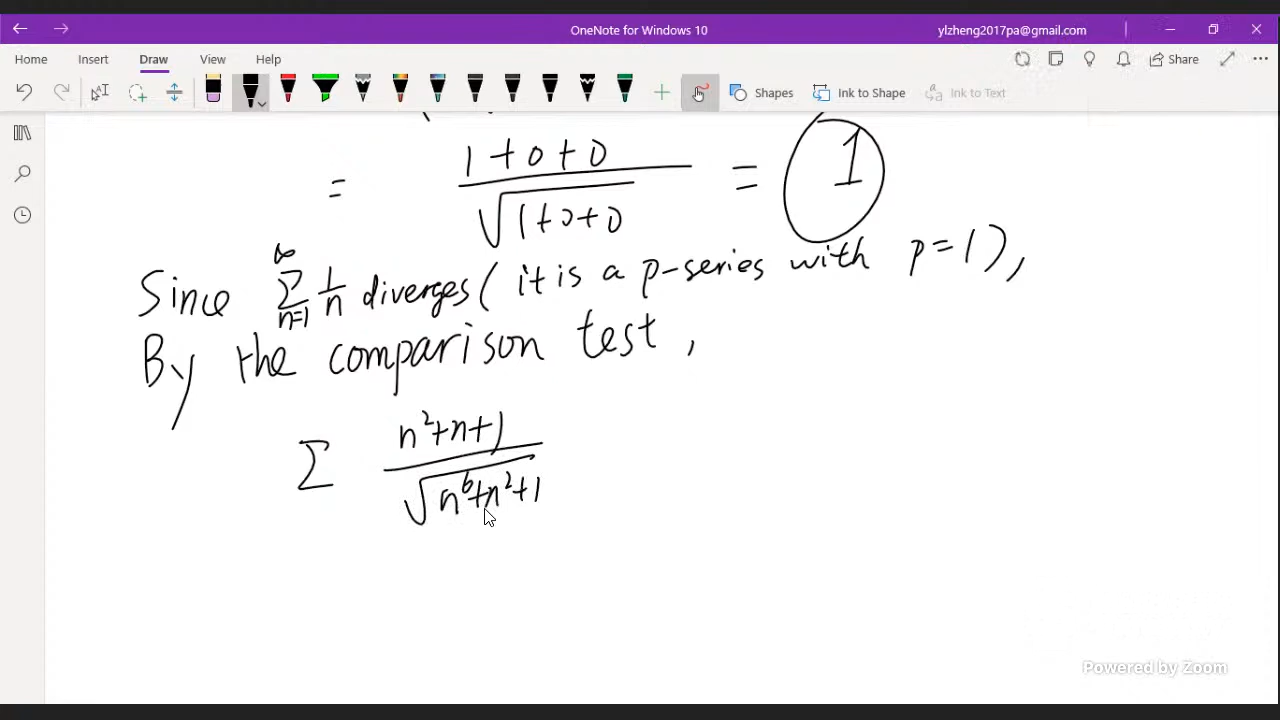 OneNote for Windows 10
ylzheng2017pa@gmail.com
Home Insert Draw View Help
Share
Shapes Ink to Shape Ink to Text
= (1+0+0)/√(1+0+0) = 1
Since ∑_{n=1}^{∞} 1/n diverges ( it is a p-series with p=1),
By the comparison test,
∑ (n²+n+1)/√(n⁶+n²+1)
Powered by Zoom